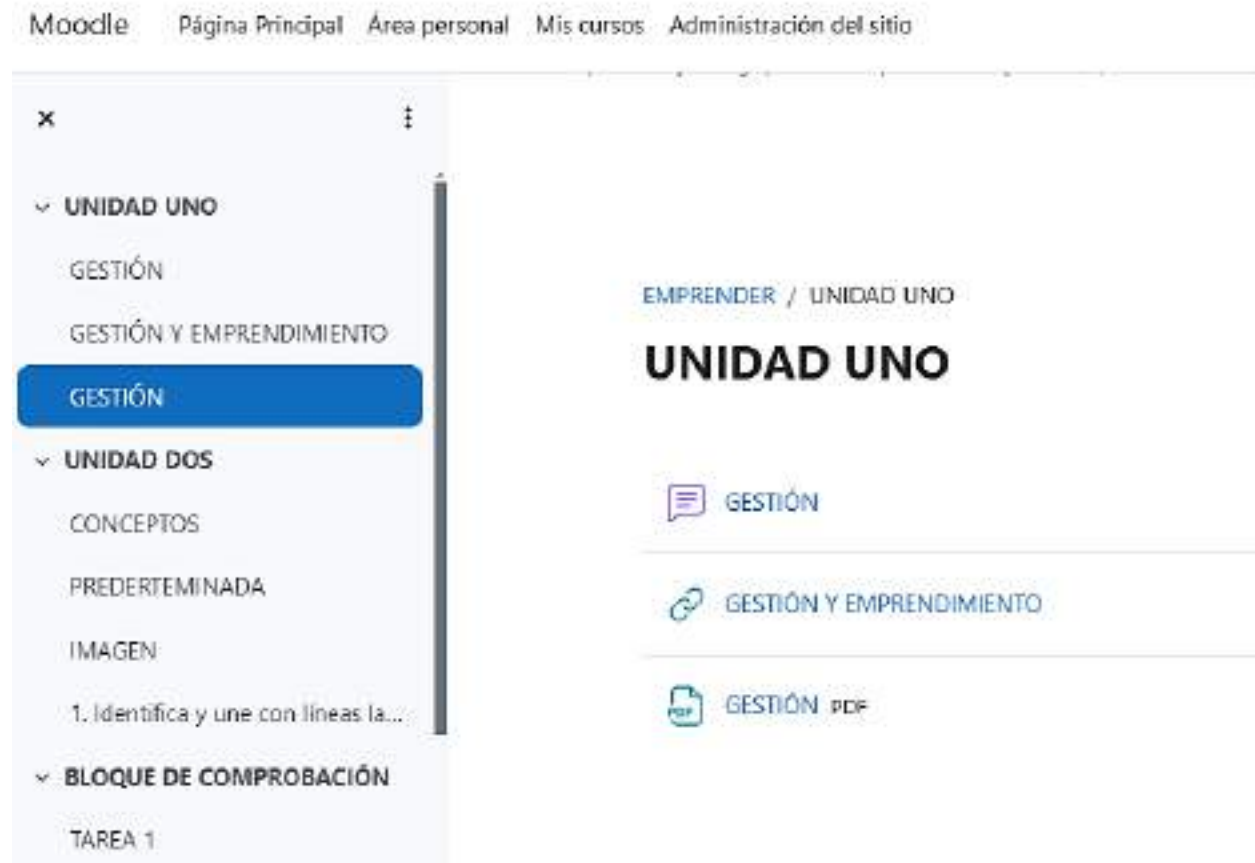 Moodle Página Principal Área personal Mis cursos Administración del sitio
UNIDAD UNO
GESTIÓN
GESTIÓN Y EMPRENDIMIENTO
GESTIÓN
UNIDAD DOS
CONCEPTOS
PREDERTEMINADA
IMAGEN
1. Identifica y une con líneas la...
BLOQUE DE COMPROBACIÓN
TAREA 1
EMPRENDER / UNIDAD UNO
UNIDAD UNO
GESTIÓN
GESTIÓN Y EMPRENDIMIENTO
PDF GESTIÓN PDF